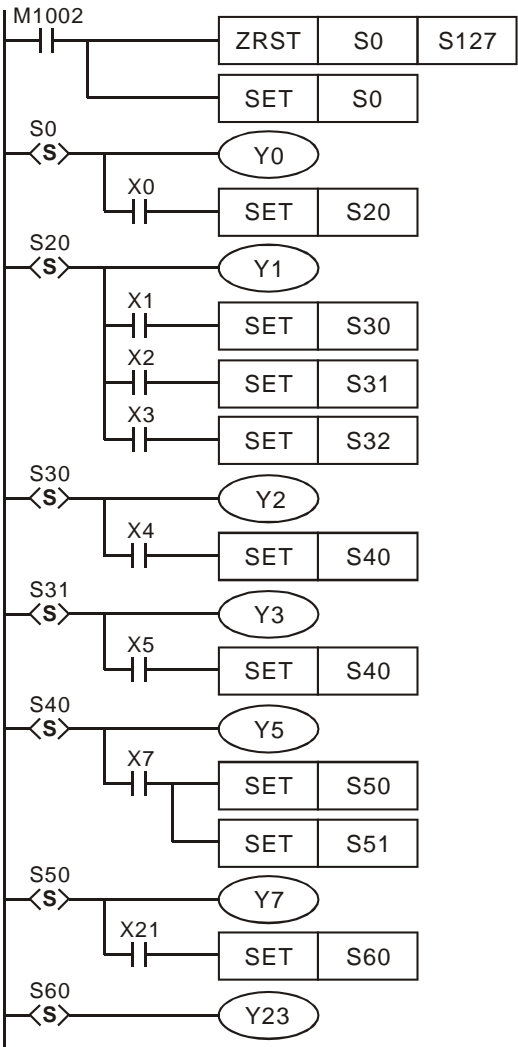 M1002
ZRST S0 S127
SET S0
S0
S Y0
X0
SET S20
S20
S Y1
X1
SET S30
X2
SET S31
X3
SET S32
S30
S Y2
X4
SET S40
S31
S Y3
X5
SET S40
S40
S Y5
X7
SET S50
SET S51
S50
S Y7
X21
SET S60
S60
S Y23